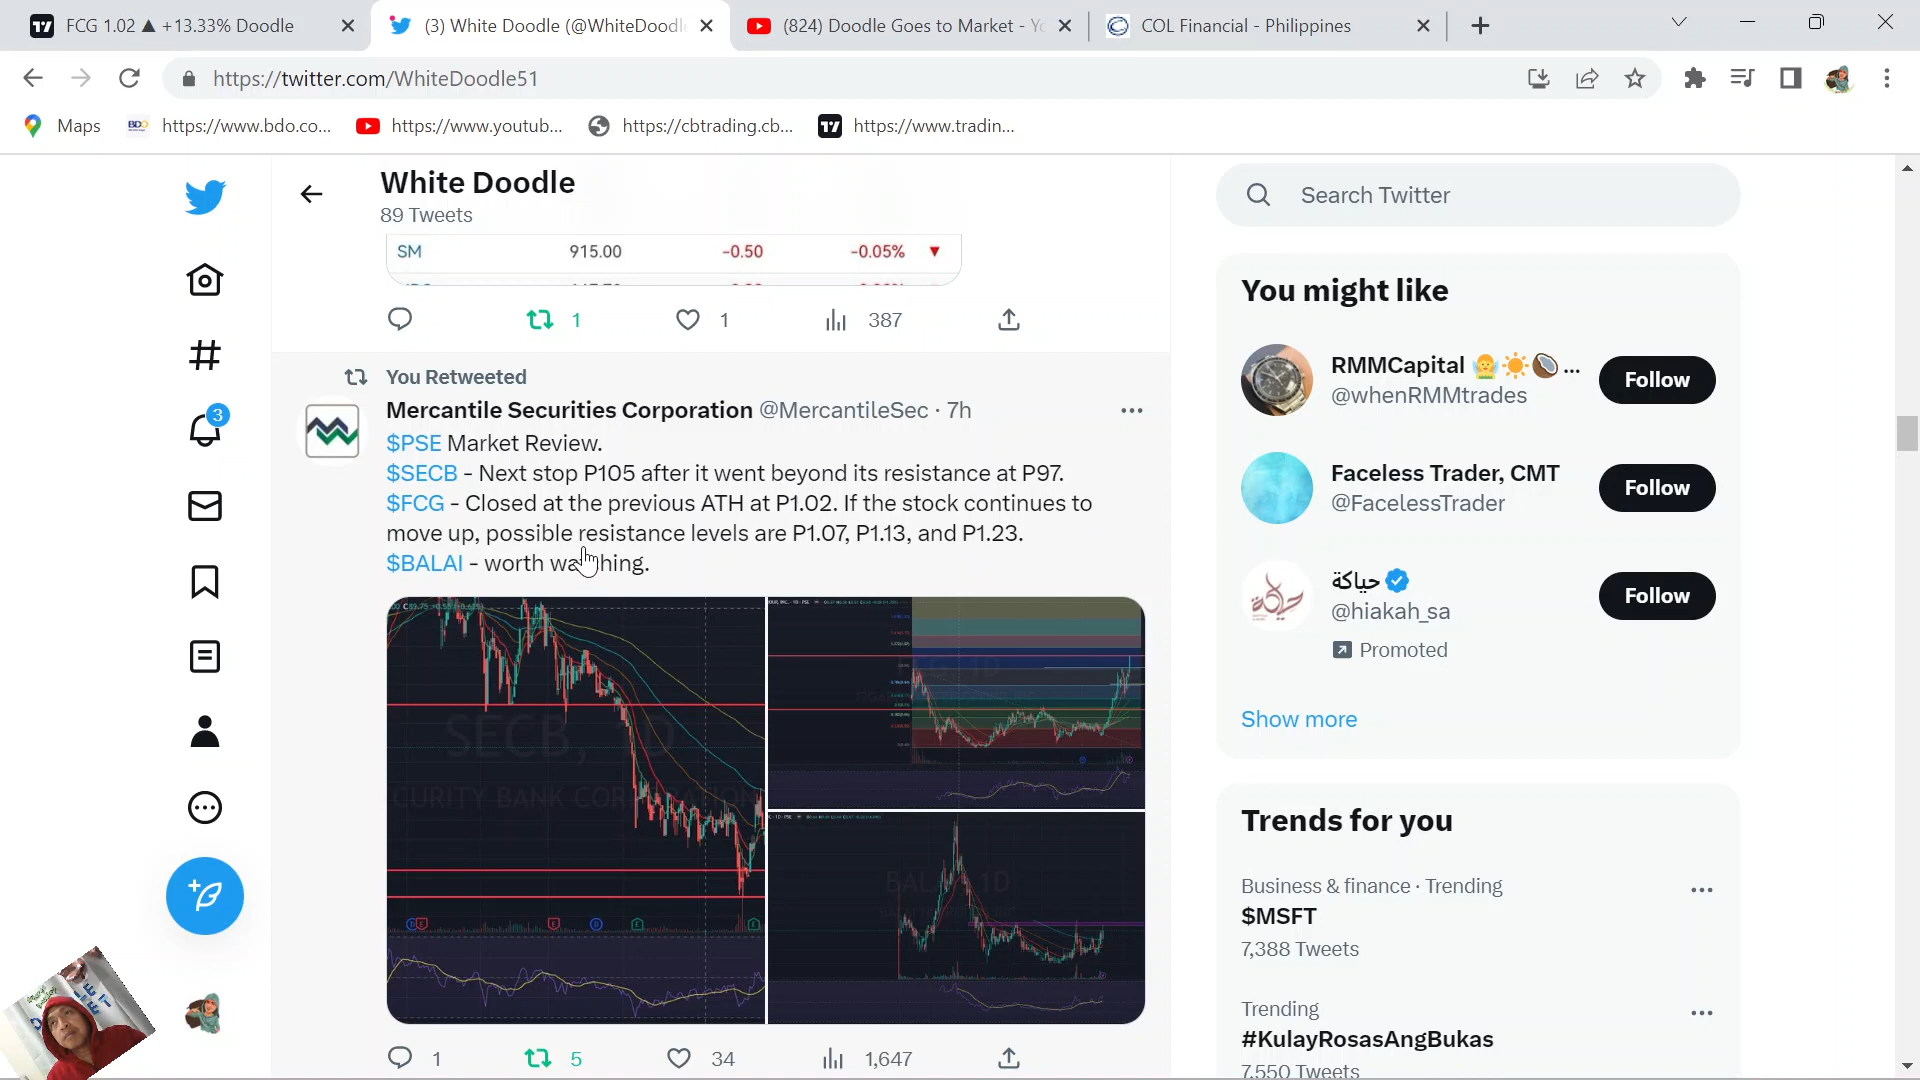 FCG 1.02 ▲ +13.33% Doodle
(3) White Doodle (@WhiteDoodle
(824) Doodle Goes to Market - Yo
COL Financial - Philippines
https://twitter.com/WhiteDoodle51
Maps
BDO
https://www.bdo.co...
https://www.youtub...
https://cbtrading.cb...
https://www.tradin...
White Doodle
89 Tweets
SM 915.00 -0.50 -0.05% ▼
1 1 387
You Retweeted
Mercantile Securities Corporation @MercantileSec · 7h
$PSE Market Review.
$SECB - Next stop P105 after it went beyond its resistance at P97.
$FCG - Closed at the previous ATH at P1.02. If the stock continues to
move up, possible resistance levels are P1.07, P1.13, and P1.23.
$BALAI - worth watching.
SECB, 1D
1 5 34 1,647
3
Search Twitter
You might like
RMMCapital ...
@whenRMMtrades
Follow
Faceless Trader, CMT
@FacelessTrader
Follow
حياكة
@hiakah_sa
Follow
Promoted
Show more
Trends for you
Business & finance · Trending
$MSFT
7,388 Tweets
Trending
#KulayRosasAngBukas
7,550 Tweets